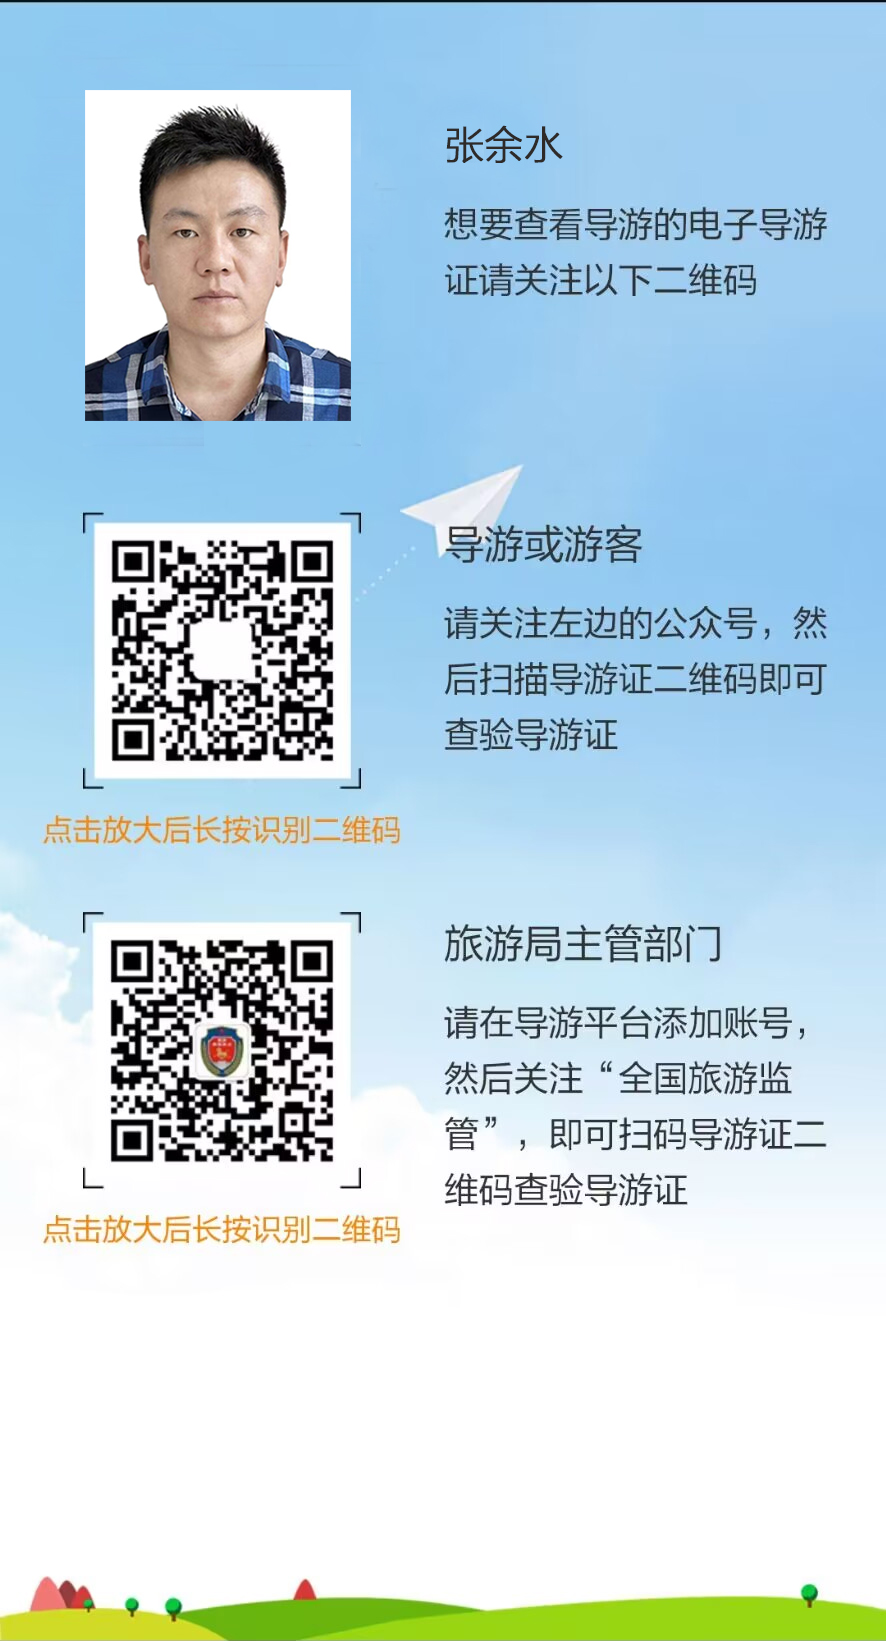 张余水
想要查看导游的电子导游
证请关注以下二维码
导游或游客
请关注左边的公众号，然
后扫描导游证二维码即可
查验导游证
点击放大后长按识别二维码
旅游局主管部门
请在导游平台添加账号，
然后关注“全国旅游监
管”，即可扫码导游证二
维码查验导游证
点击放大后长按识别二维码